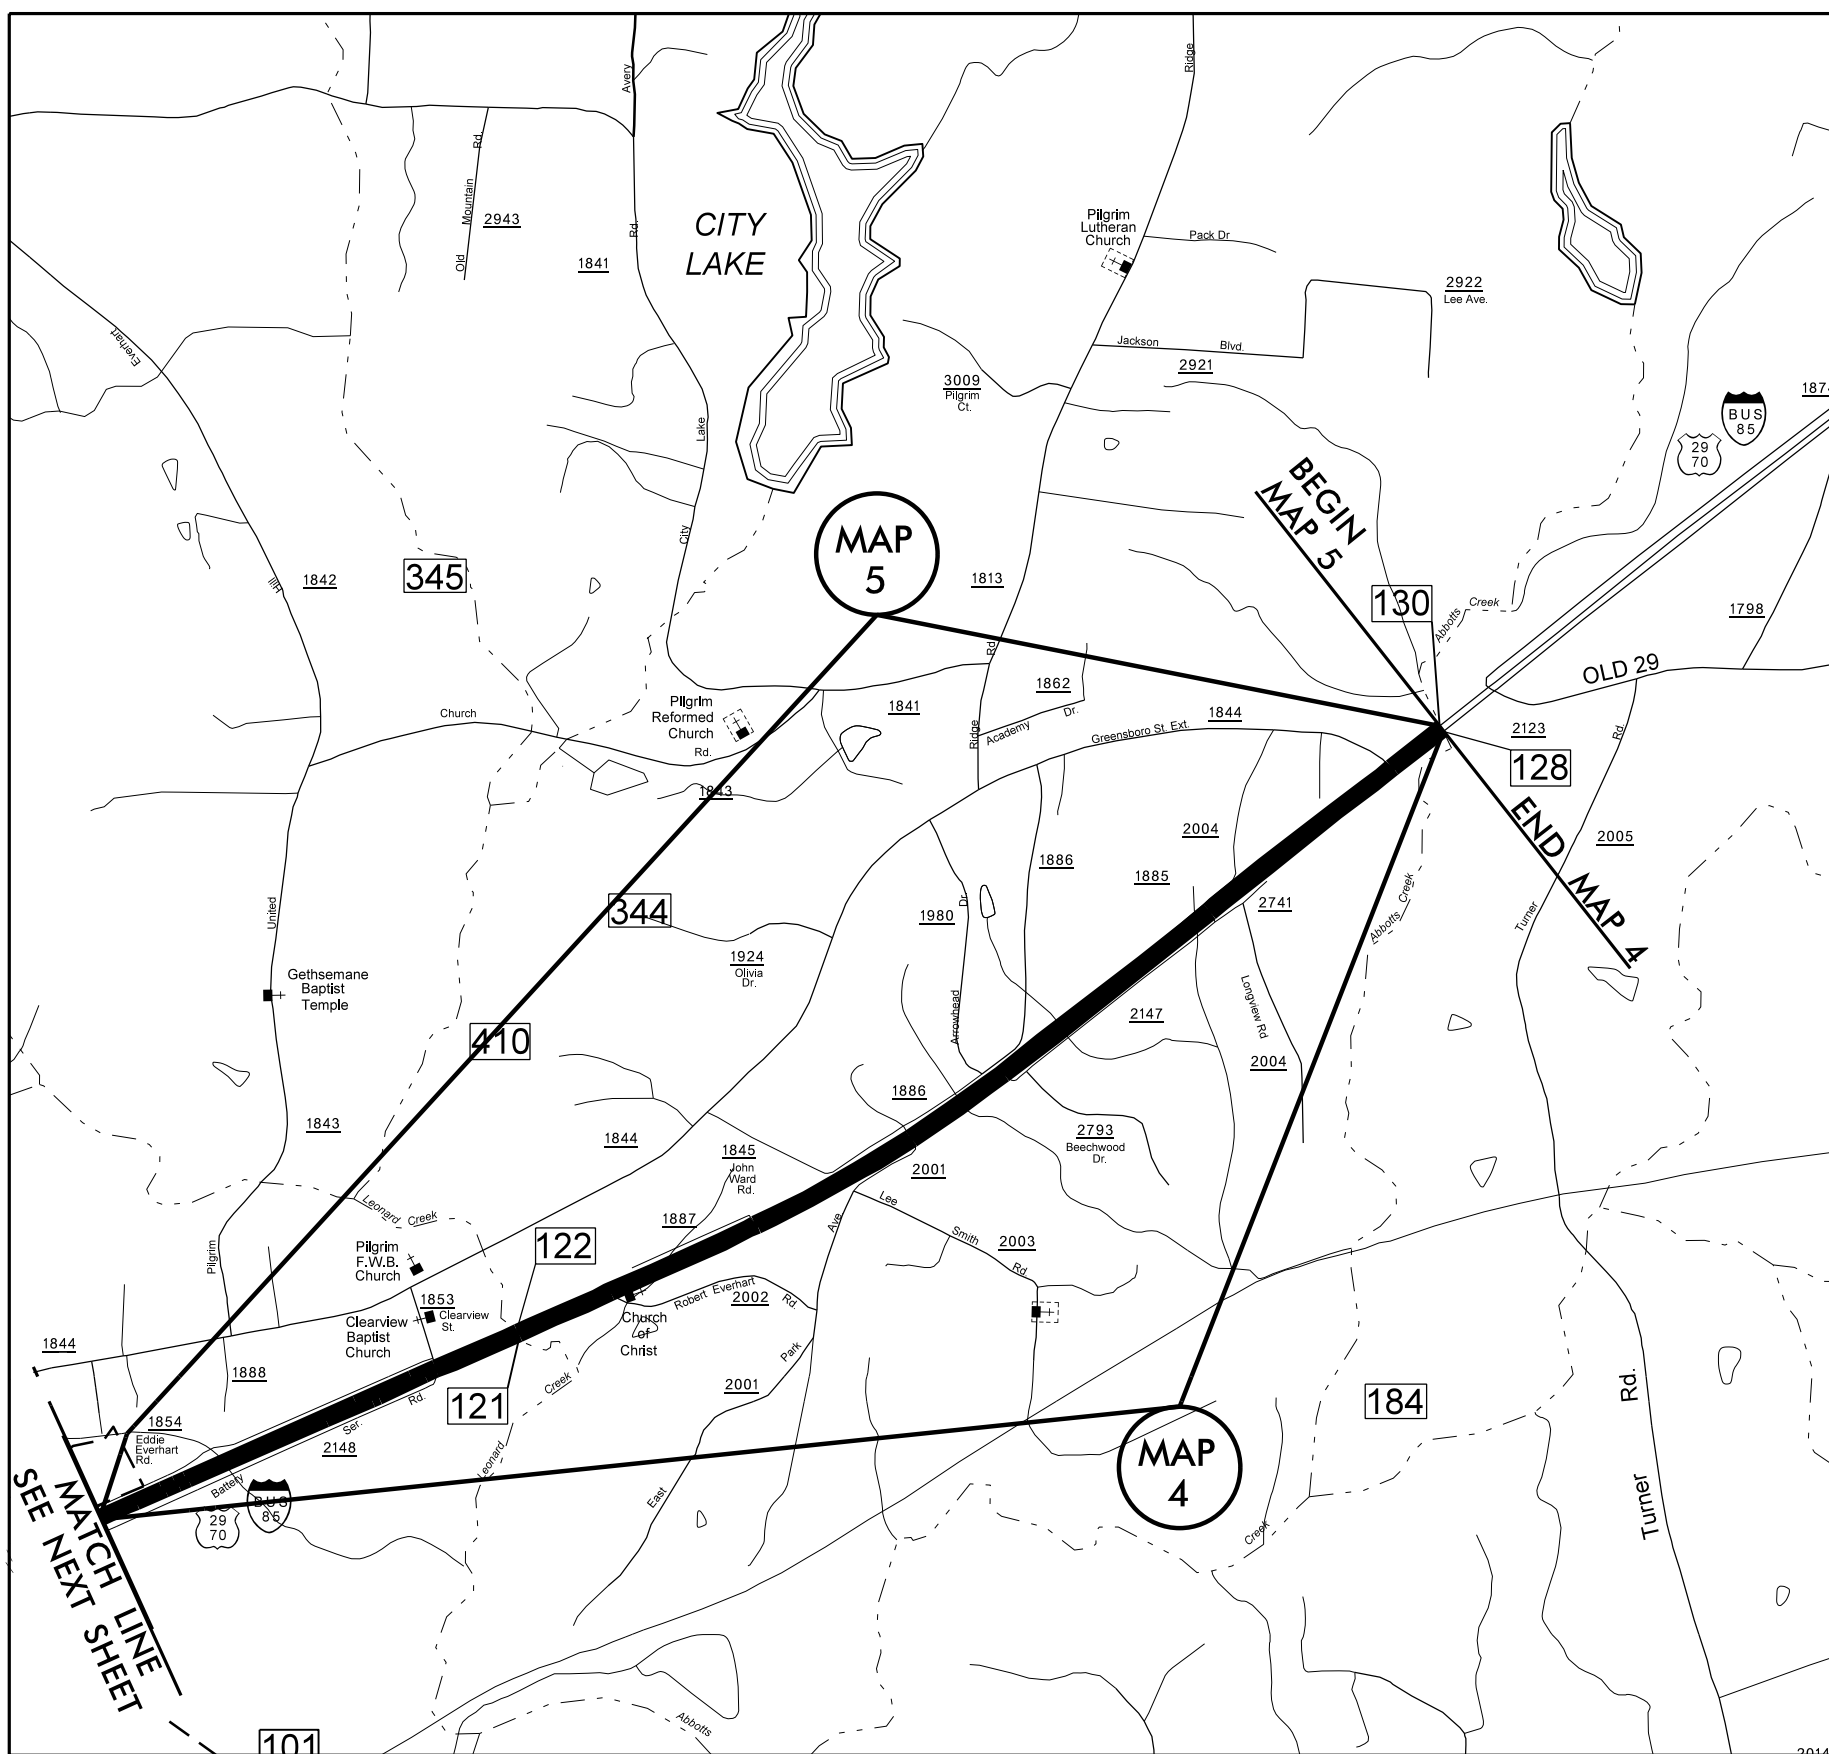 Avery
Ridge
Rd.
Mountain
Old
2943
1841
Rd.
CITY
LAKE
Pilgrim
Lutheran
Church
Pack Dr
2922
Lee Ave.
Everhart
Jackson Blvd.
2921
3009
Pilgrim
Ct.
1874
BUS
85
29
70
Lake
City
BEGIN
MAP 5
MAP
5
345
1842
Hill
1813
130
Abbotts Creek
1798
OLD 29
Rd.
1862
Academy Dr.
Ridge
Pilgrim
Reformed
Church
Church
Rd.
1841
1844
Greensboro St. Ext.
2123
Rd.
128
1843
2004
2005
END MAP 4
1886
1885
1980
Dr.
2741
Abbotts Creek
Turner
344
United
1924
Olivia
Dr.
Gethsemane
Baptist
Temple
Arrowhead
2147
Longview Rd
2004
410
1886
1843
1844
1845
John
Ward
Rd.
2793
Beechwood
Dr.
2001
Leonard Creek
1887
Ave
Lee
Smith
Rd
2003
Pilgrim
Pilgrim
F.W.B.
Church
122
1853
Clearview
St.
Clearview
Baptist
Church
Robert Everhart
Rd.
2002
Church
of
Christ
1844
1888
Creek
Park
2001
121
Rd.
Ser.
184
Rd.
1854
Eddie
Everhart
Rd.
2148
Leonard
Battery
BUS
85
29
70
East
MAP
4
Turner
Creek
MATCH LINE
SEE NEXT SHEET
Abbotts
101
2014